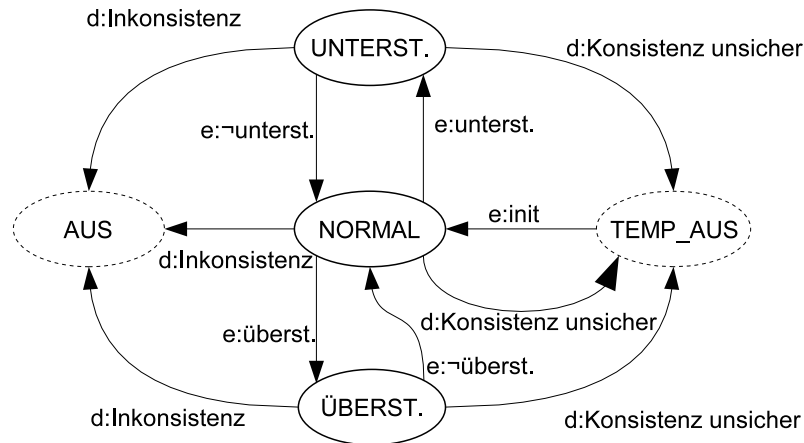 d:Inkonsistenz
UNTERST.
d:Konsistenz unsicher
e:¬unterst.
e:unterst.
AUS
NORMAL
e:init
TEMP_AUS
d:Inkonsistenz
e:überst.
d:Konsistenz unsicher
e:¬überst.
d:Inkonsistenz
ÜBERST.
d:Konsistenz unsicher